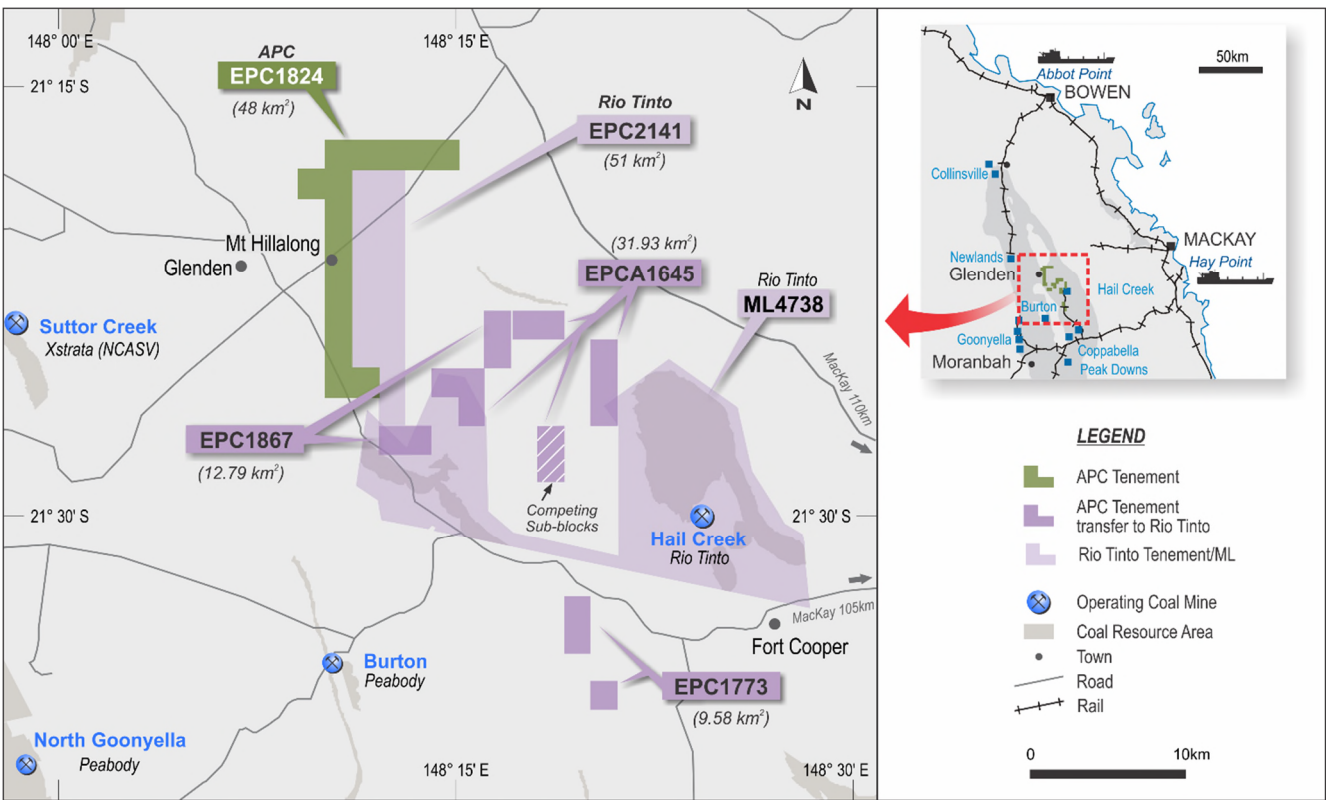 148° 00' E
148° 15' E
21° 15' S
APC
EPC1824
(48 km²)
N
Rio Tinto
EPC2141
(51 km²)
Mt Hillalong
Glenden
(31.93 km²)
EPCA1645
Rio Tinto
ML4738
Suttor Creek
Xstrata (NCASV)
MacKay 110km
EPC1867
(12.79 km²)
Competing
Sub-blocks
21° 30' S
21° 30' S
Hail Creek
Rio Tinto
MacKay 105km
Fort Cooper
Burton
Peabody
EPC1773
(9.58 km²)
North Goonyella
Peabody
148° 15' E
148° 30' E
50km
Abbot Point
BOWEN
Collinsville
MACKAY
Hay Point
Newlands
Glenden
Hail Creek
Burton
Goonyella
Coppabella
Moranbah
Peak Downs
LEGEND
APC Tenement
APC Tenement
transfer to Rio Tinto
Rio Tinto Tenement/ML
Operating Coal Mine
Coal Resource Area
Town
Road
Rail
0
10km